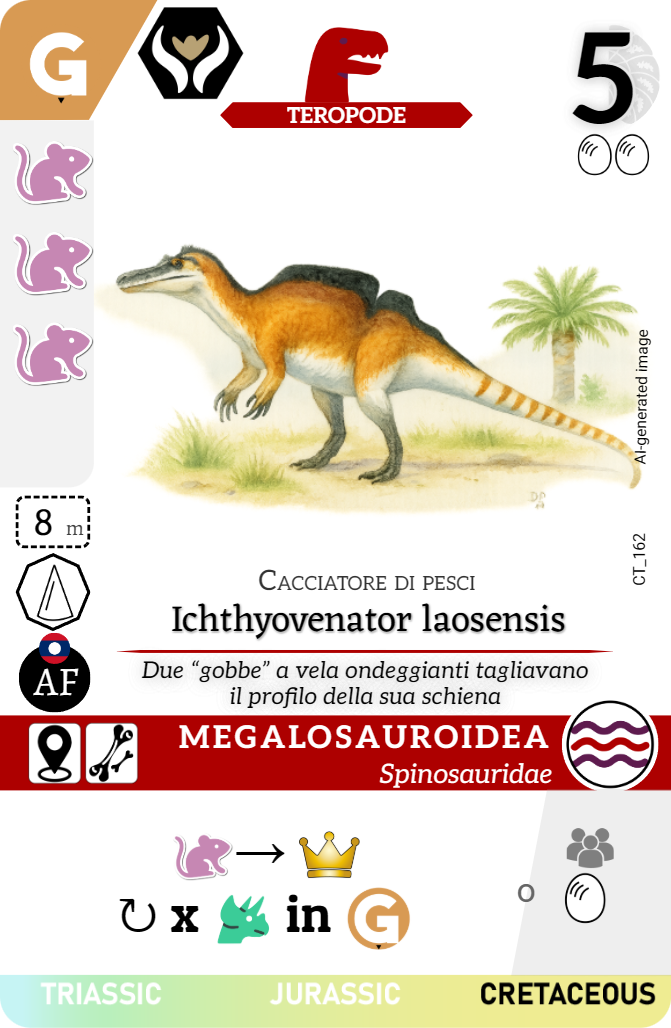 G
TEROPODE
5
AI-generated image
8 m
CT_162
Cacciatore di pesci
Ichthyovenator laosensis
AF
Due “gobbe” a vela ondeggianti tagliavano
il profilo della sua schiena
MEGALOSAUROIDEA
Spinosauridae
↻ x in G
o
TRIASSIC JURASSIC CRETACEOUS